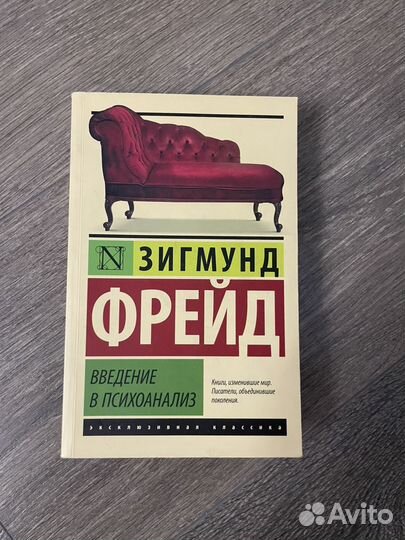 N ЗИГМУНД
ФРЕЙД
ВВЕДЕНИЕ
В ПСИХОАНАЛИЗ
Книги, изменившие мир.
Писатели, объединившие
поколения.
эксклюзивная классика
Avito